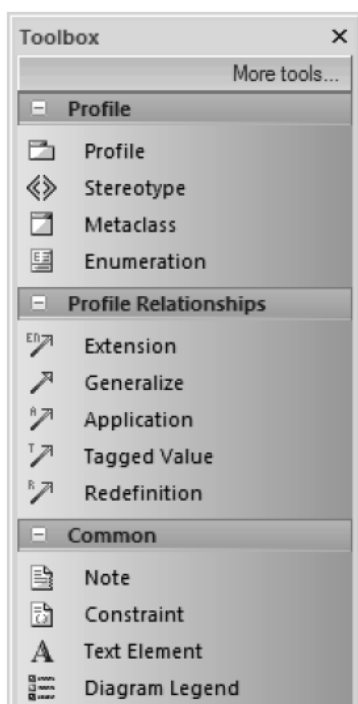 Toolbox
More tools...
Profile
Profile
Stereotype
Metaclass
Enumeration
Profile Relationships
Extension
Generalize
Application
Tagged Value
Redefinition
Common
Note
Constraint
Text Element
Diagram Legend